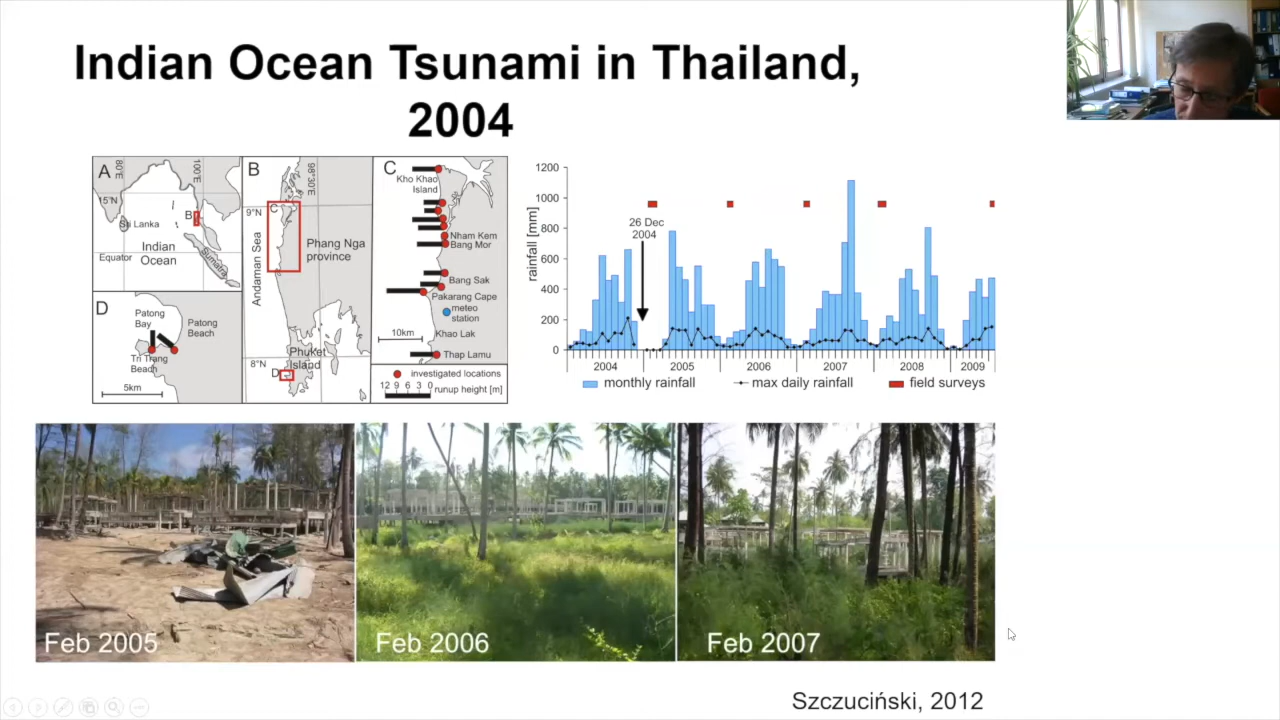 Indian Ocean Tsunami in Thailand,
2004
A
80°E
100°E
15°N
B
Sri Lanka
Indian
Ocean
Equator
Sumatra
B
98°30'E
9°N
C
Andaman Sea
Phang Nga
province
8°N
Phuket
Island
D
C
Kho Khao
Island
Nham Kem
Bang Mor
Bang Sak
Pakarang Cape
meteo
station
10km
Khao Lak
Thap Lamu
investigated locations
12 9 6 3 0
runup height [m]
D
Patong
Bay
Patong
Beach
Tri Trang
Beach
5km
rainfall [mm]
1200
1000
800
600
400
200
0
26 Dec
2004
2004 2005 2006 2007 2008 2009
monthly rainfall max daily rainfall field surveys
Feb 2005
Feb 2006
Feb 2007
Szczuciński, 2012